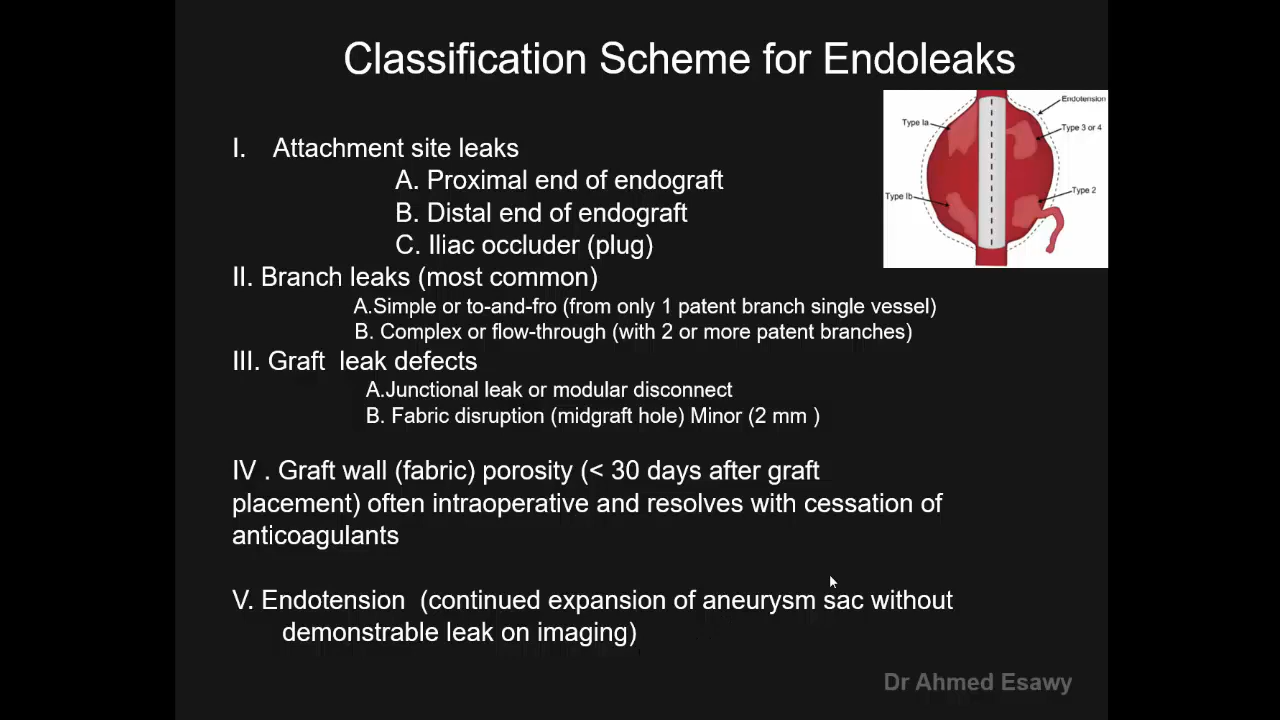 Classification Scheme for Endoleaks
Endotension
Type Ia
Type 3 or 4
Type Ib
Type 2
I. Attachment site leaks
A. Proximal end of endograft
B. Distal end of endograft
C. Iliac occluder (plug)
II. Branch leaks (most common)
A.Simple or to-and-fro (from only 1 patent branch single vessel)
B. Complex or flow-through (with 2 or more patent branches)
III. Graft leak defects
A.Junctional leak or modular disconnect
B. Fabric disruption (midgraft hole) Minor (2 mm )
IV . Graft wall (fabric) porosity (< 30 days after graft
placement) often intraoperative and resolves with cessation of
anticoagulants
V. Endotension (continued expansion of aneurysm sac without
demonstrable leak on imaging)
Dr Ahmed Esawy